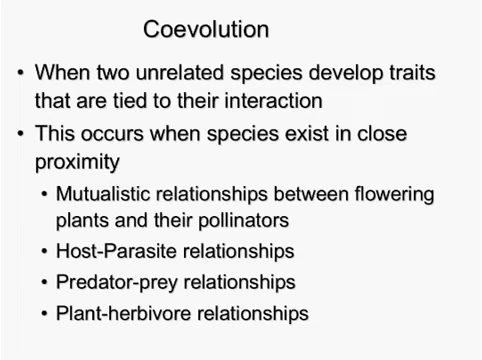 Coevolution
• When two unrelated species develop traits
that are tied to their interaction
• This occurs when species exist in close
proximity
• Mutualistic relationships between flowering
plants and their pollinators
• Host-Parasite relationships
• Predator-prey relationships
• Plant-herbivore relationships